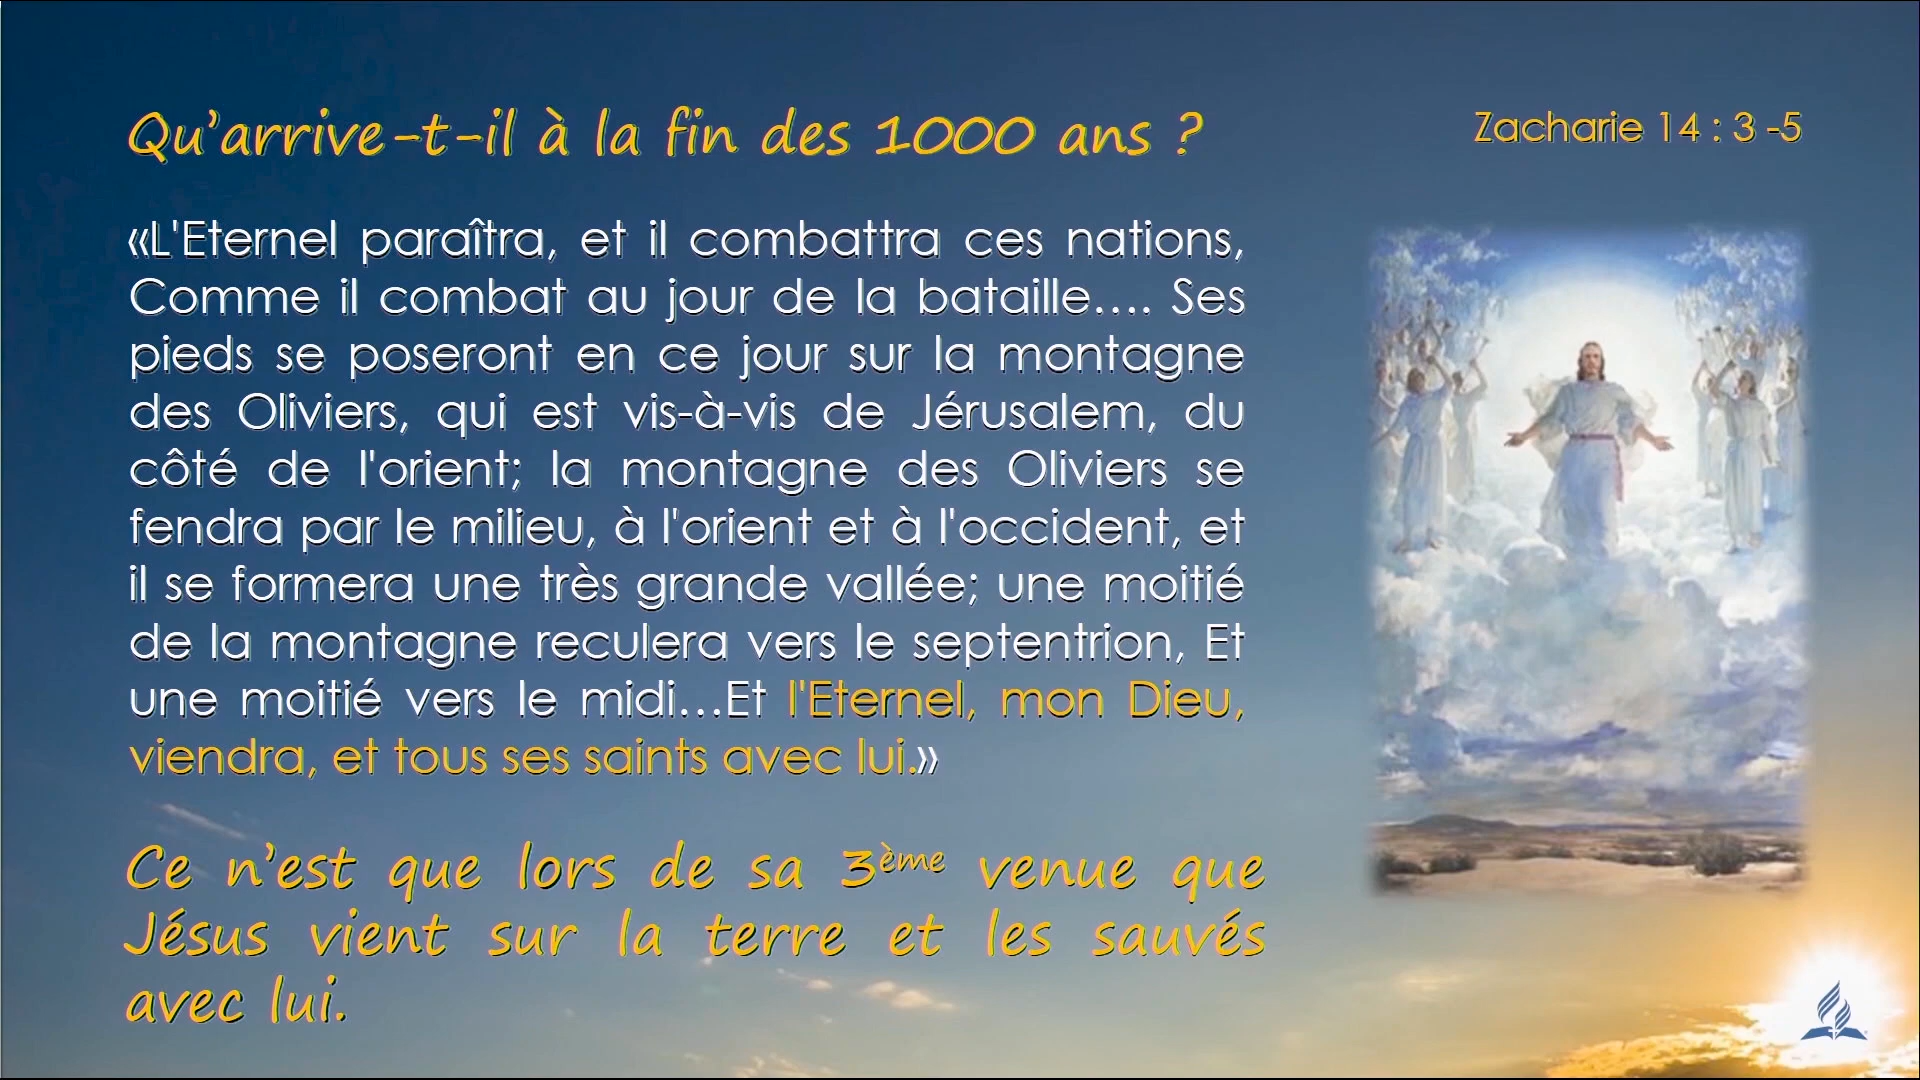 Qu’arrive-t-il à la fin des 1000 ans ?
Zacharie 14 : 3 -5
«L'Eternel paraîtra, et il combattra ces nations,
Comme il combat au jour de la bataille…. Ses
pieds se poseront en ce jour sur la montagne
des Oliviers, qui est vis-à-vis de Jérusalem, du
côté de l'orient; la montagne des Oliviers se
fendra par le milieu, à l'orient et à l'occident, et
il se formera une très grande vallée; une moitié
de la montagne reculera vers le septentrion, Et
une moitié vers le midi…Et l'Eternel, mon Dieu,
viendra, et tous ses saints avec lui.»
Ce n’est que lors de sa 3ème venue que
Jésus vient sur la terre et les sauvés
avec lui.